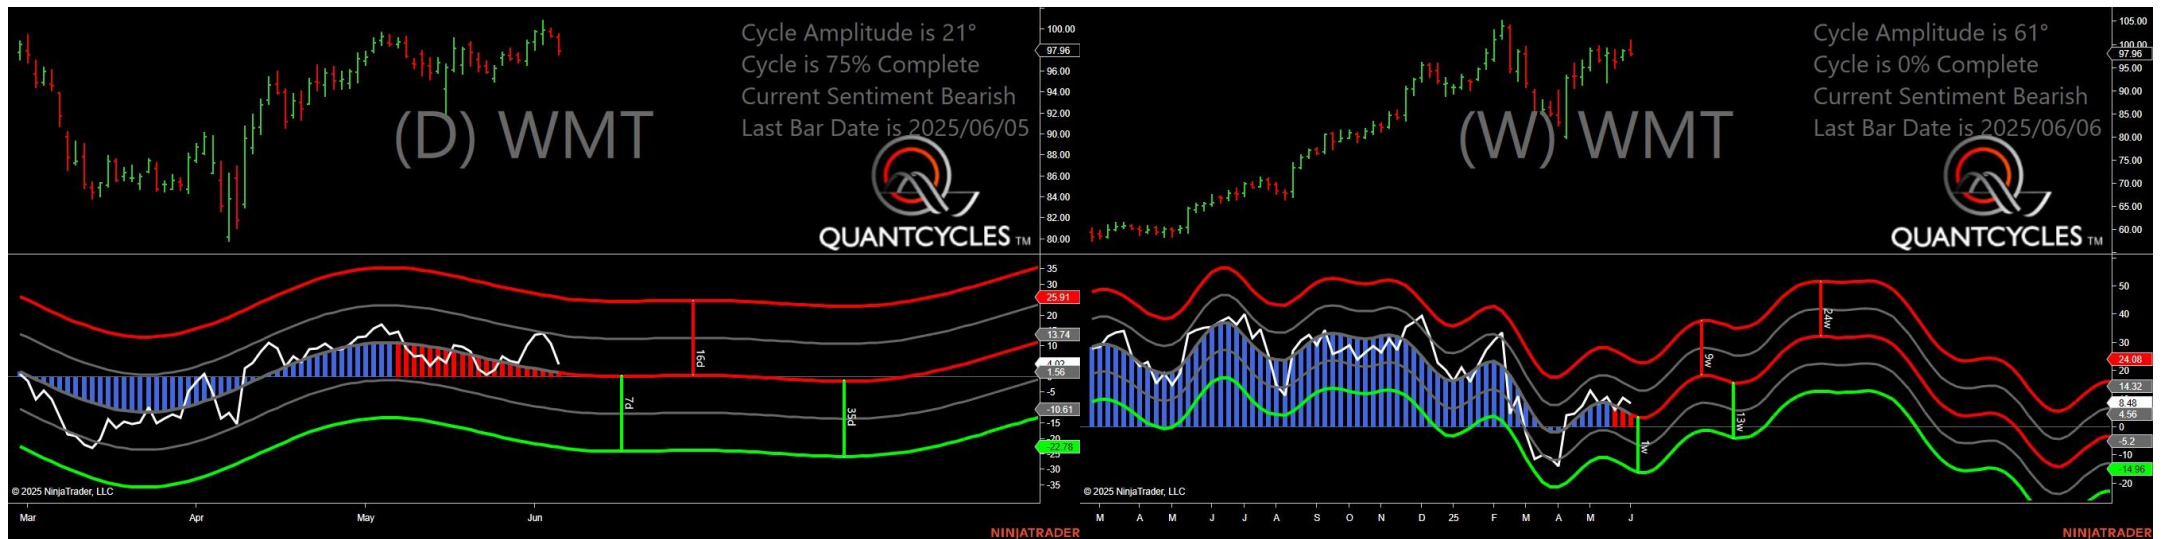 Cycle Amplitude is 21°
Cycle is 75% Complete
Current Sentiment Bearish
Last Bar Date is 2025/06/05
(D) WMT
QUANTCYCLES TM
100.00
97.96
96.00
94.00
92.00
90.00
88.00
86.00
84.00
82.00
80.00
35
30
25.91
20
13.74
10
4.02
1.56
-5
-10.61
-15
-22.78
-30
-35
16d
7d
35d
© 2025 NinjaTrader, LLC
Mar
Apr
May
Jun
NINJATRADER
Cycle Amplitude is 61°
Cycle is 0% Complete
Current Sentiment Bearish
Last Bar Date is 2025/06/06
(W) WMT
QUANTCYCLES TM
105.00
100.00
97.96
95.00
90.00
85.00
80.00
75.00
70.00
65.00
60.00
50
40
30
24.08
20
14.32
8.48
4.56
0
-5.2
-10
-14.96
-20
9w
24w
13w
1w
© 2025 NinjaTrader, LLC
M A M J J A S O N D 25 F M A M J
NINJATRADER